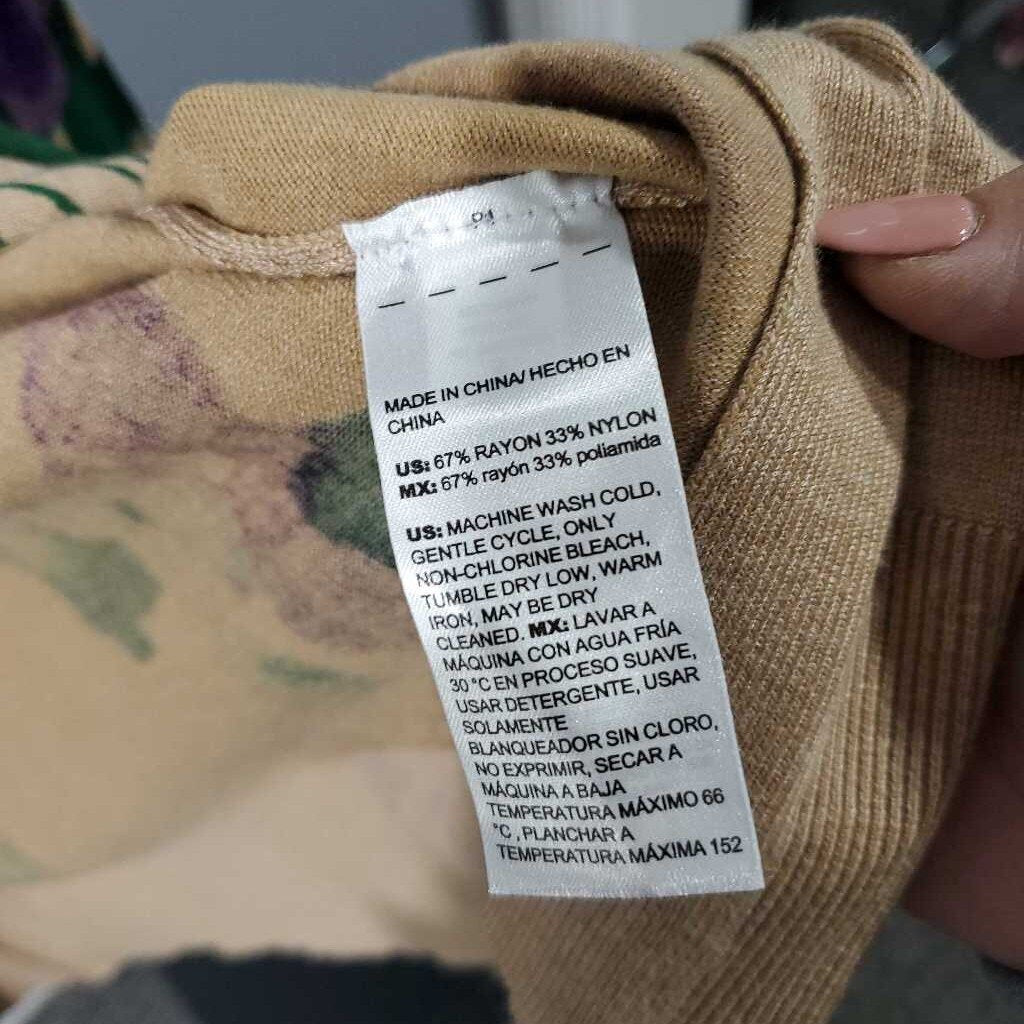 MADE IN CHINA/ HECHO EN
CHINA
US: 67% RAYON 33% NYLON
MX: 67% rayón 33% poliamida
US: MACHINE WASH COLD,
GENTLE CYCLE, ONLY
NON-CHLORINE BLEACH,
TUMBLE DRY LOW, WARM
IRON, MAY BE DRY
CLEANED. MX: LAVAR A
MÁQUINA CON AGUA FRÍA
30 °C EN PROCESO SUAVE,
USAR DETERGENTE, USAR
SOLAMENTE
BLANQUEADOR SIN CLORO,
NO EXPRIMIR, SECAR A
MÁQUINA A BAJA
TEMPERATURA MÁXIMO 66
°C , PLANCHAR A
TEMPERATURA MÁXIMA 152